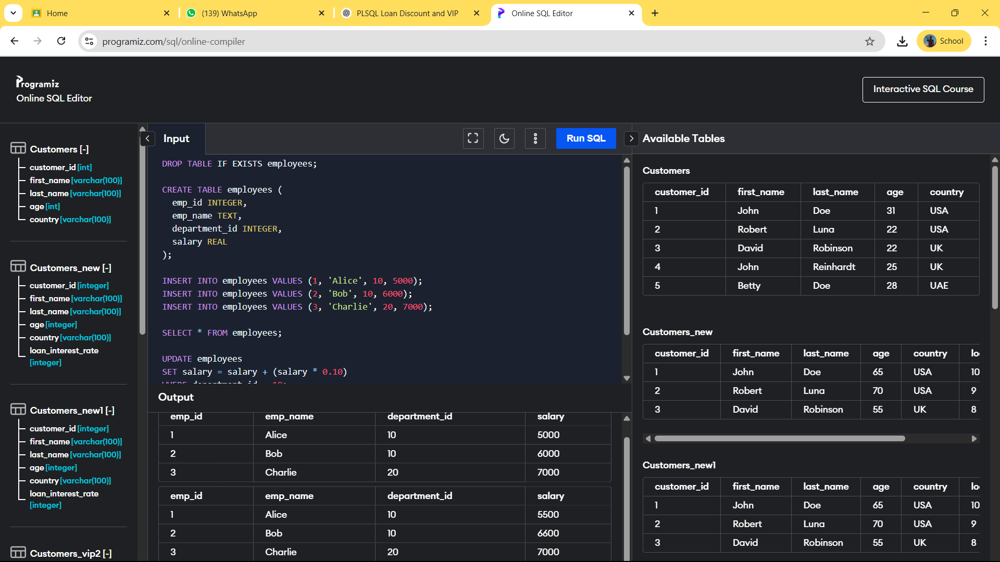 Home
(139) WhatsApp
PLSQL Loan Discount and VIP
Online SQL Editor
programiz.com/sql/online-compiler
School
Programiz
Online SQL Editor
Interactive SQL Course
Customers [-]
customer_id [int]
first_name [varchar(100)]
last_name [varchar(100)]
age [int]
country [varchar(100)]
Customers_new [-]
customer_id [integer]
first_name [varchar(100)]
last_name [varchar(100)]
age [integer]
country [varchar(100)]
loan_interest_rate
[integer]
Customers_new1 [-]
customer_id [integer]
first_name [varchar(100)]
last_name [varchar(100)]
age [integer]
country [varchar(100)]
loan_interest_rate
[integer]
Customers_vip2 [-]
Input
Run SQL
DROP TABLE IF EXISTS employees;
CREATE TABLE employees (
emp_id INTEGER,
emp_name TEXT,
department_id INTEGER,
salary REAL
);
INSERT INTO employees VALUES (1, 'Alice', 10, 5000);
INSERT INTO employees VALUES (2, 'Bob', 10, 6000);
INSERT INTO employees VALUES (3, 'Charlie', 20, 7000);
SELECT * FROM employees;
UPDATE employees
SET salary = salary + (salary * 0.10)
Output
emp_id emp_name department_id salary
1 Alice 10 5000
2 Bob 10 6000
3 Charlie 20 7000
emp_id emp_name department_id salary
1 Alice 10 5500
2 Bob 10 6600
3 Charlie 20 7000
Available Tables
Customers
customer_id first_name last_name age country
1 John Doe 31 USA
2 Robert Luna 22 USA
3 David Robinson 22 UK
4 John Reinhardt 25 UK
5 Betty Doe 28 UAE
Customers_new
customer_id first_name last_name age country
1 John Doe 65 USA 10
2 Robert Luna 70 USA 9
3 David Robinson 55 UK 8
Customers_new1
customer_id first_name last_name age country
1 John Doe 65 USA 10
2 Robert Luna 70 USA 9
3 David Robinson 55 UK 8